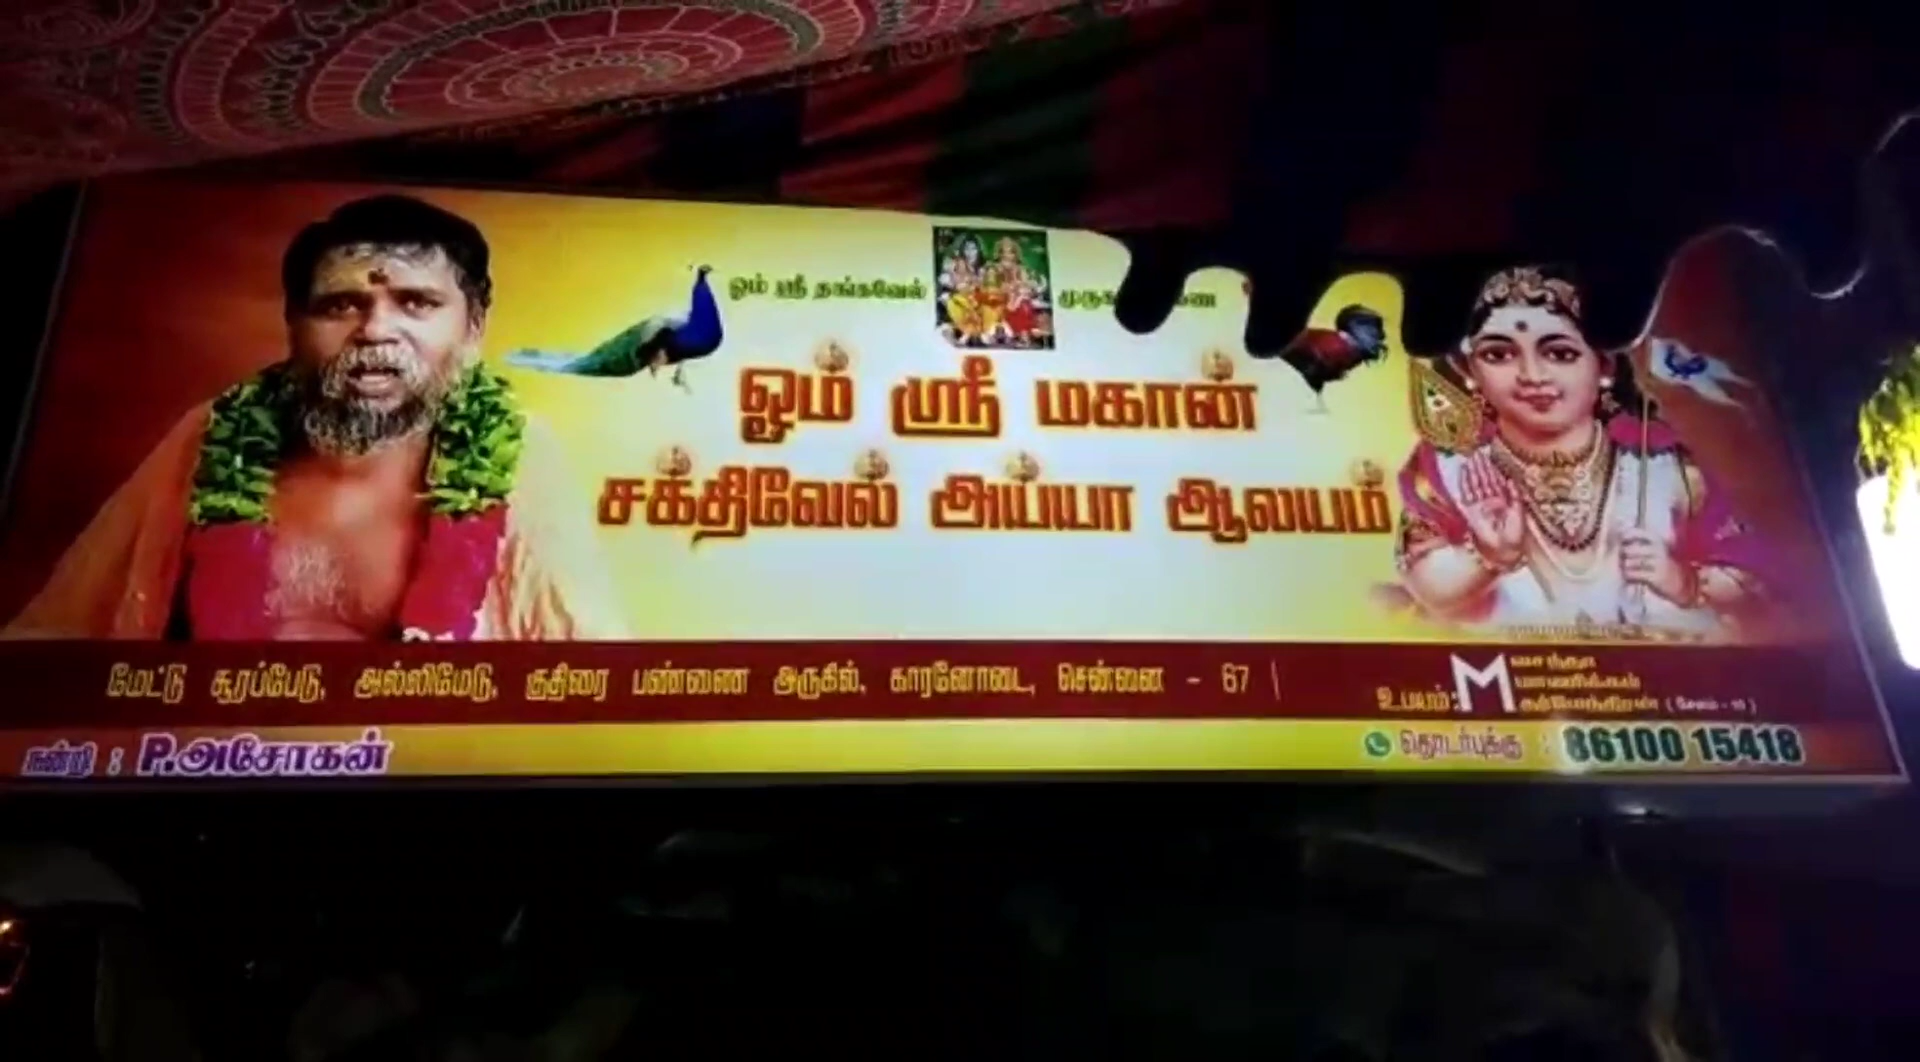 ஓம் ஸ்ரீ தங்கவேல்
ஓம் ஸ்ரீ மகான்
சக்திவேல் அய்யா ஆலயம்
மேட்டு சூரப்பேடு, அல்லிமேடு, குதிரை பண்ணை அருகில், காரனோடை, சென்னை - 67
உபயம்: M
நன்றி : P.அசோகன்
தொடர்புக்கு : 86100 15418